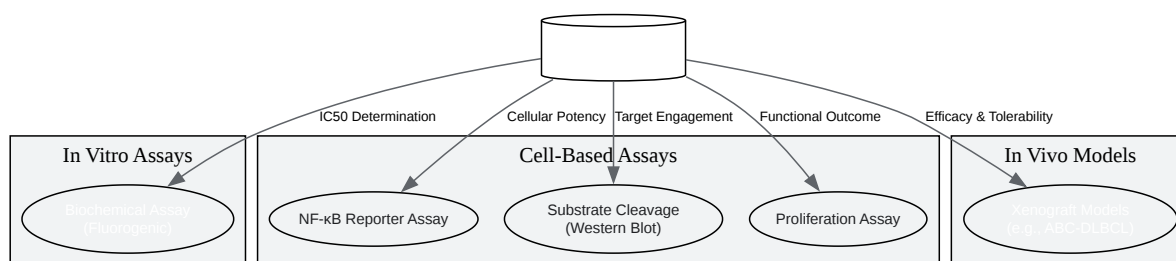 IC50 Determination
Cellular Potency
Target Engagement
Functional Outcome
Efficacy & Tolerability
In Vitro Assays
Cell-Based Assays
In Vivo Models
Biochemical Assay
(Fluorogenic)
NF-κB Reporter Assay
Substrate Cleavage
(Western Blot)
Proliferation Assay
Xenograft Models
(e.g., ABC-DLBCL)